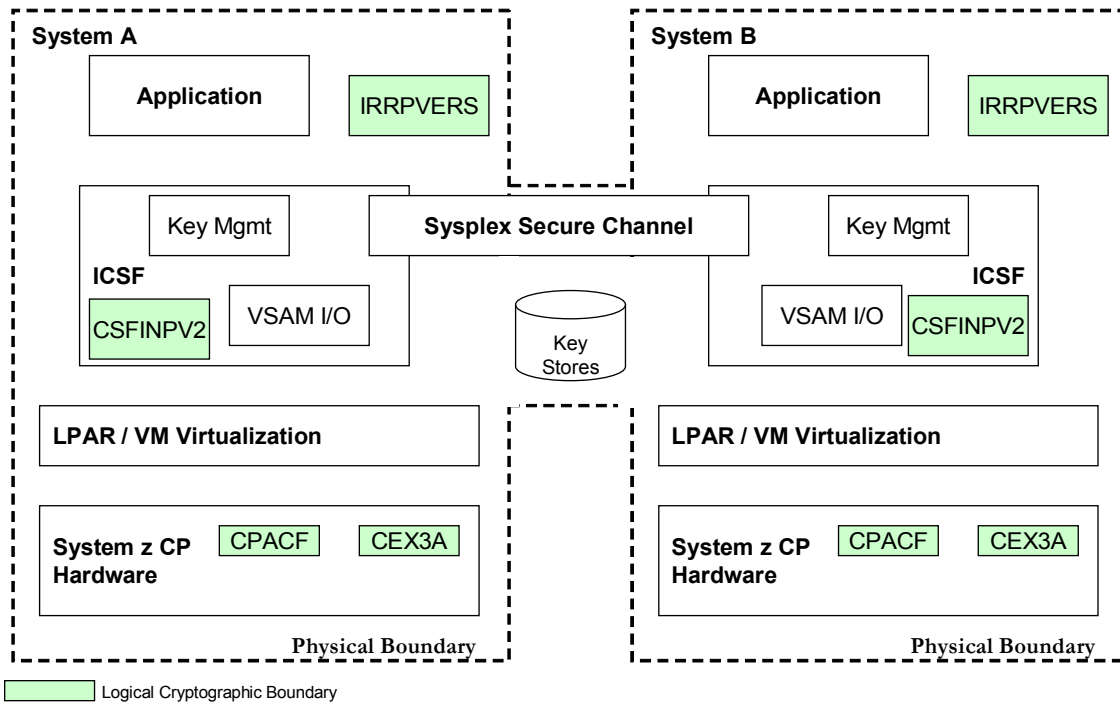 System A
Application
IRRPVERS
Key Mgmt
ICSF
CSFINPV2
VSAM I/O
Sysplex Secure Channel
Key
Stores
LPAR / VM Virtualization
System z CP
Hardware
CPACF
CEX3A
Physical Boundary
System B
Application
IRRPVERS
Key Mgmt
ICSF
VSAM I/O
CSFINPV2
LPAR / VM Virtualization
System z CP
Hardware
CPACF
CEX3A
Physical Boundary
Logical Cryptographic Boundary